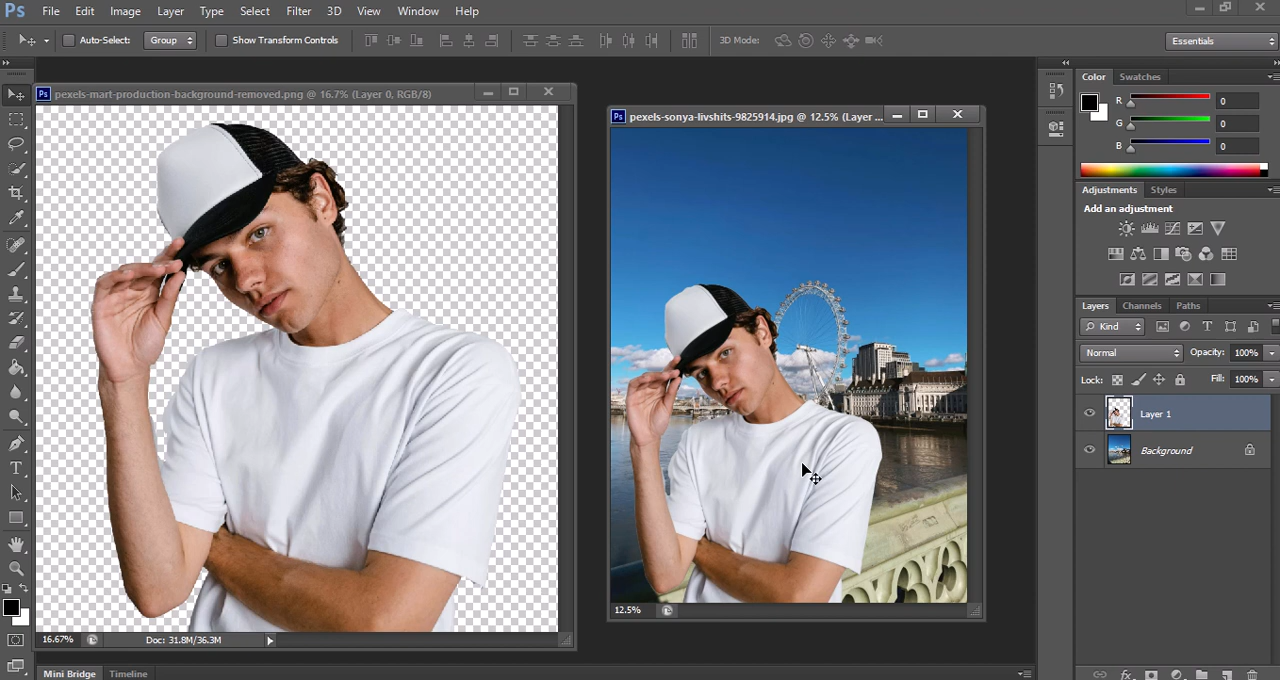 Ps File Edit Image Layer Type Select Filter 3D View Window Help
Auto-Select: Group Show Transform Controls 3D Mode: Essentials
Ps pexels-mart-production-background-removed.png @ 16.7% (Layer 0, RGB/8)
16.67% Doc: 31.8M/36.3M
Ps pexels-sonya-livshits-9825914.jpg @ 12.5% (Layer ...
12.5%
Mini Bridge Timeline
Color Swatches
R 0
G 0
B 0
Adjustments Styles
Add an adjustment
Layers Channels Paths
Kind
Normal Opacity: 100%
Lock: Fill: 100%
Layer 1
Background